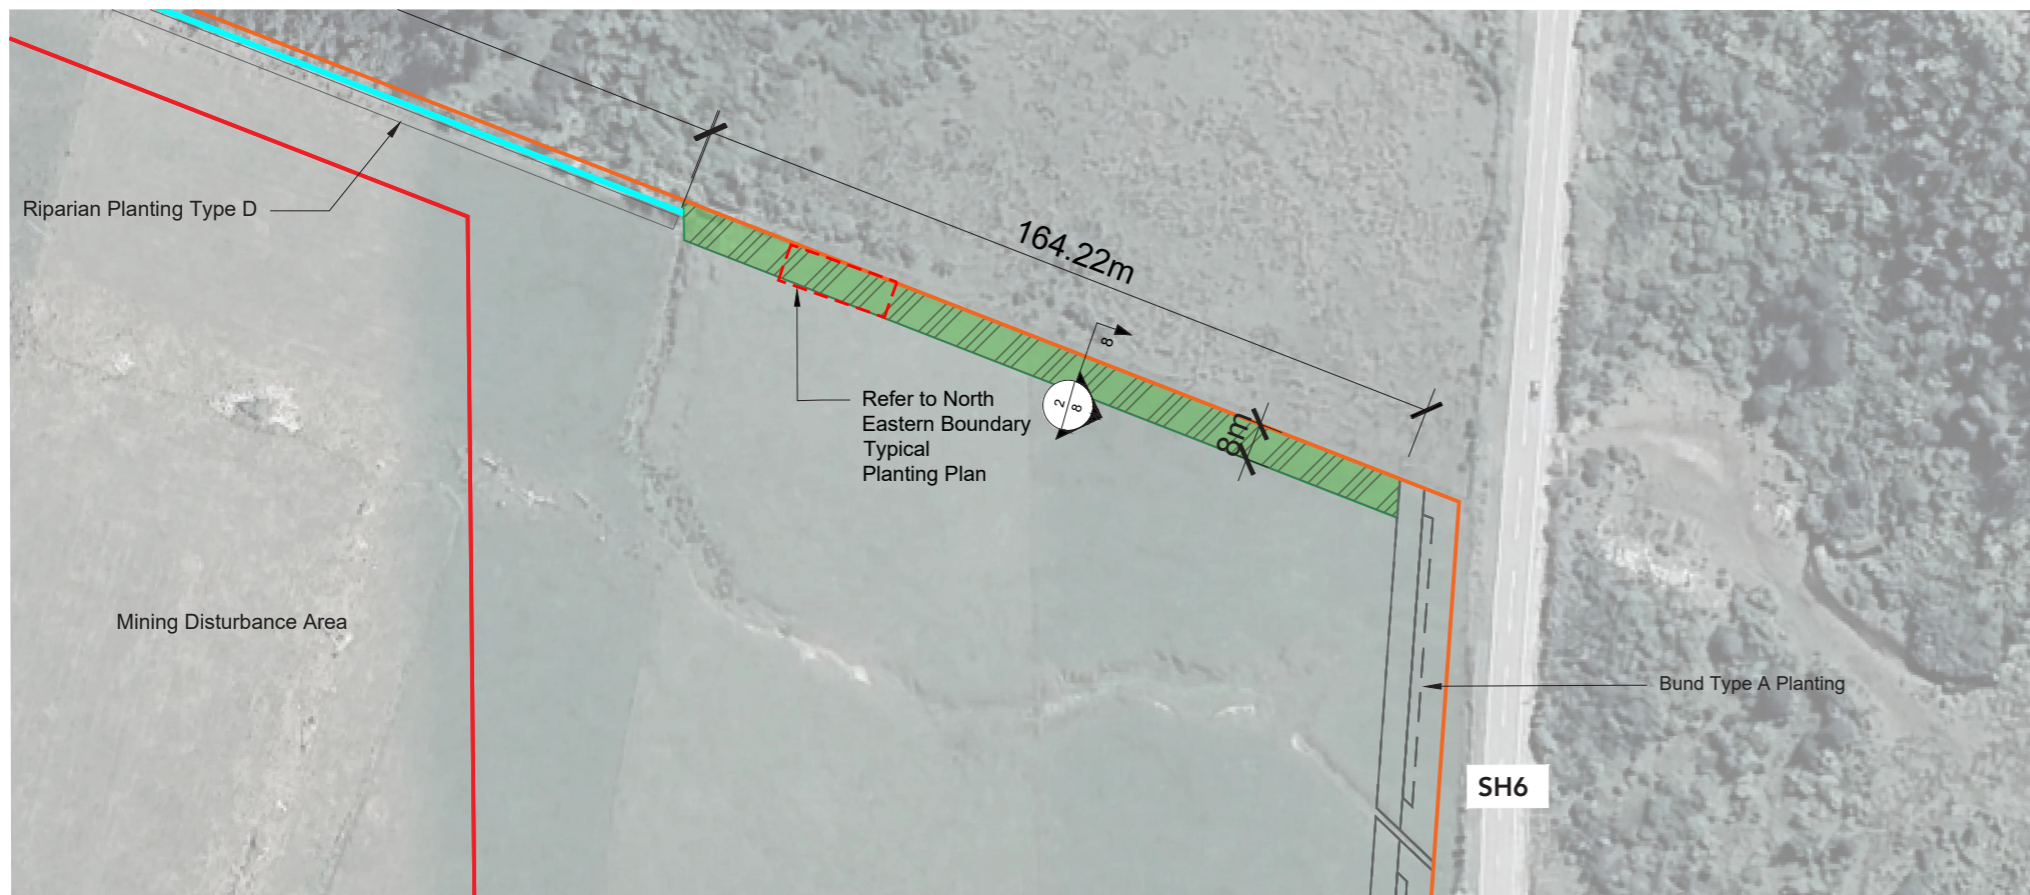 Riparian Planting Type D
164.22m
8
2
8
8m
Refer to North
Eastern Boundary
Typical
Planting Plan
Mining Disturbance Area
Bund Type A Planting
SH6